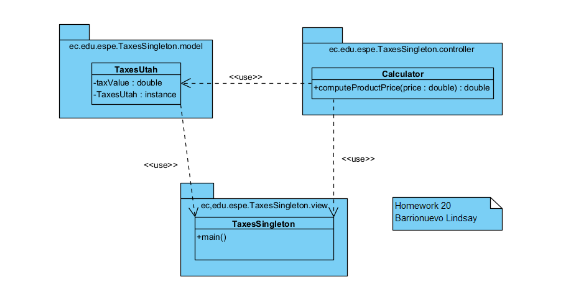 ec.edu.espe.TaxesSingleton.model
TaxesUtah
-taxValue : double
-TaxesUtah : instance
<<use>>
ec.edu.espe.TaxesSingleton.controller
Calculator
+computeProductPrice(price : double) : double
<<use>>
<<use>>
ec,edu.espe.TaxesSingleton.view
TaxesSingleton
+main()
Homework 20
Barrionuevo Lindsay